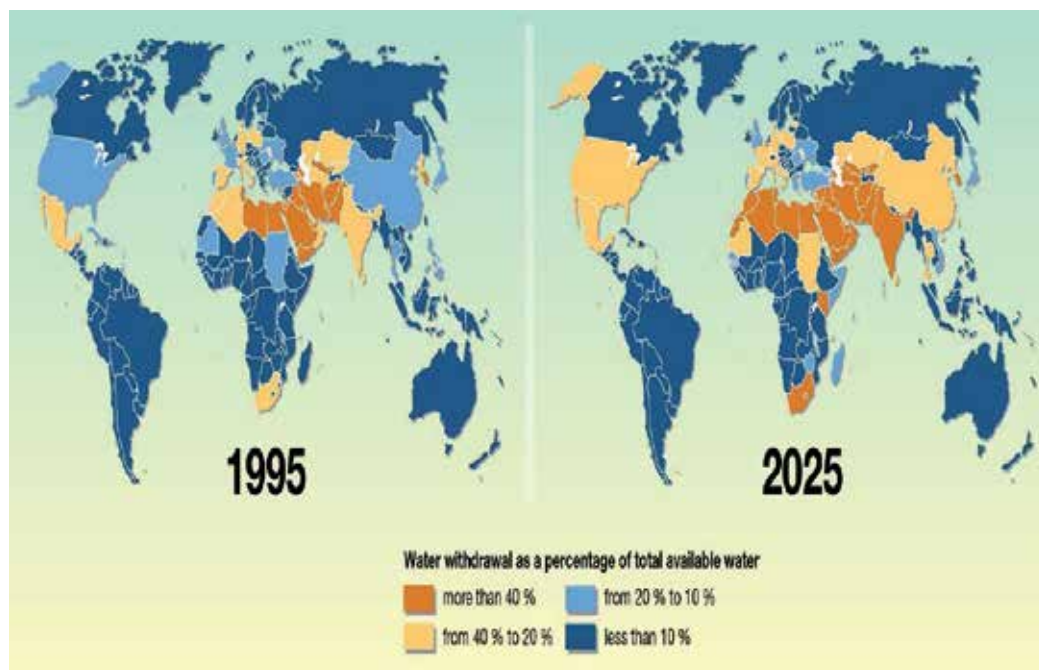 1995
2025
Water withdrawal as a percentage of total available water
more than 40 %
from 20 % to 10 %
from 40 % to 20 %
less than 10 %